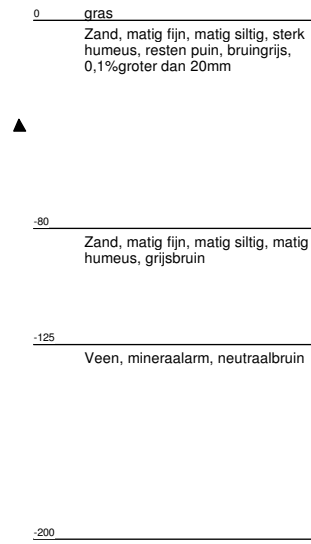 0 gras
Zand, matig fijn, matig siltig, sterk
humeus, resten puin, bruingrijs,
0,1%groter dan 20mm
-80
Zand, matig fijn, matig siltig, matig
humeus, grijsbruin
-125
Veen, mineraalarm, neutraalbruin
-200